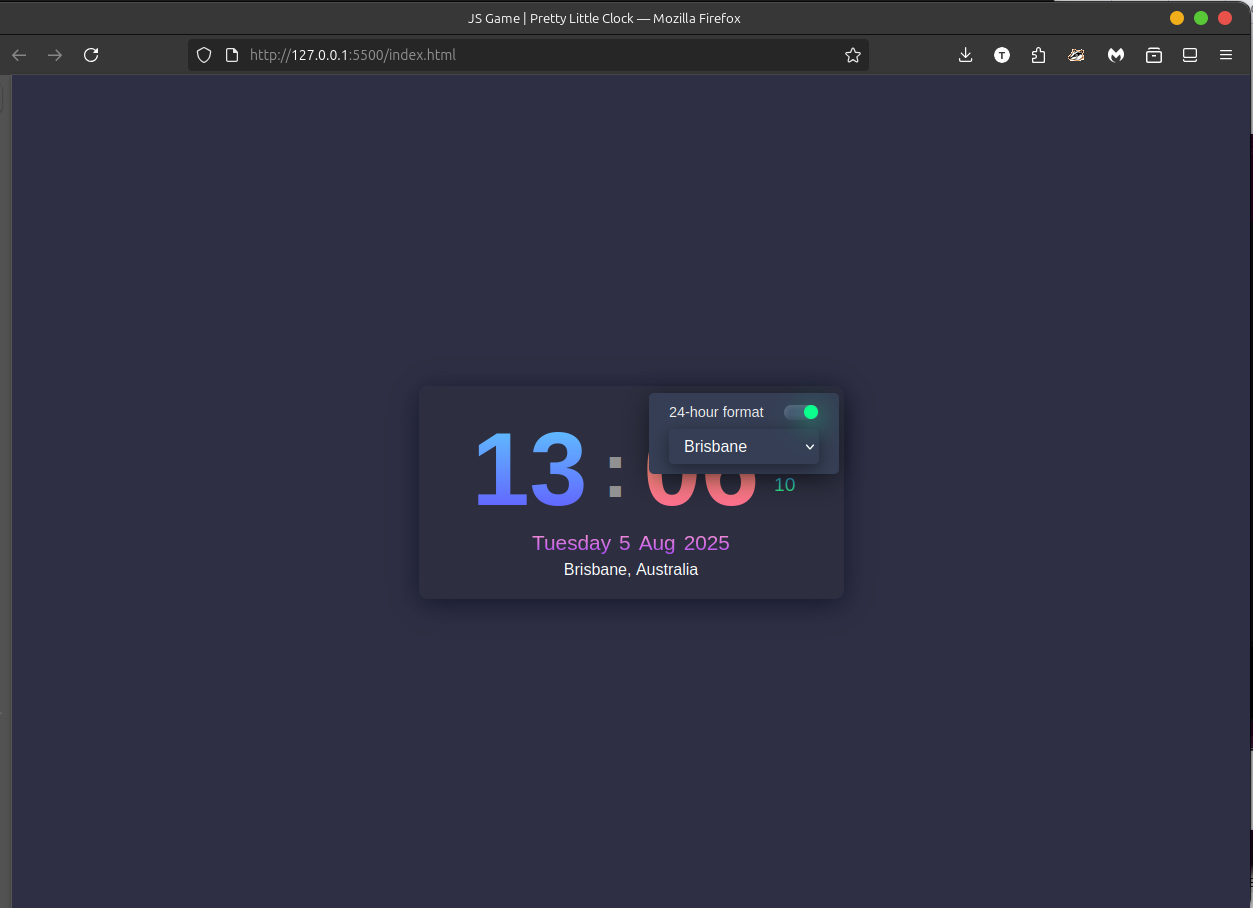 JS Game | Pretty Little Clock — Mozilla Firefox
http://127.0.0.1:5500/index.html
T
24-hour format
Brisbane
13 : 06
10
Tuesday 5 Aug 2025
Brisbane, Australia